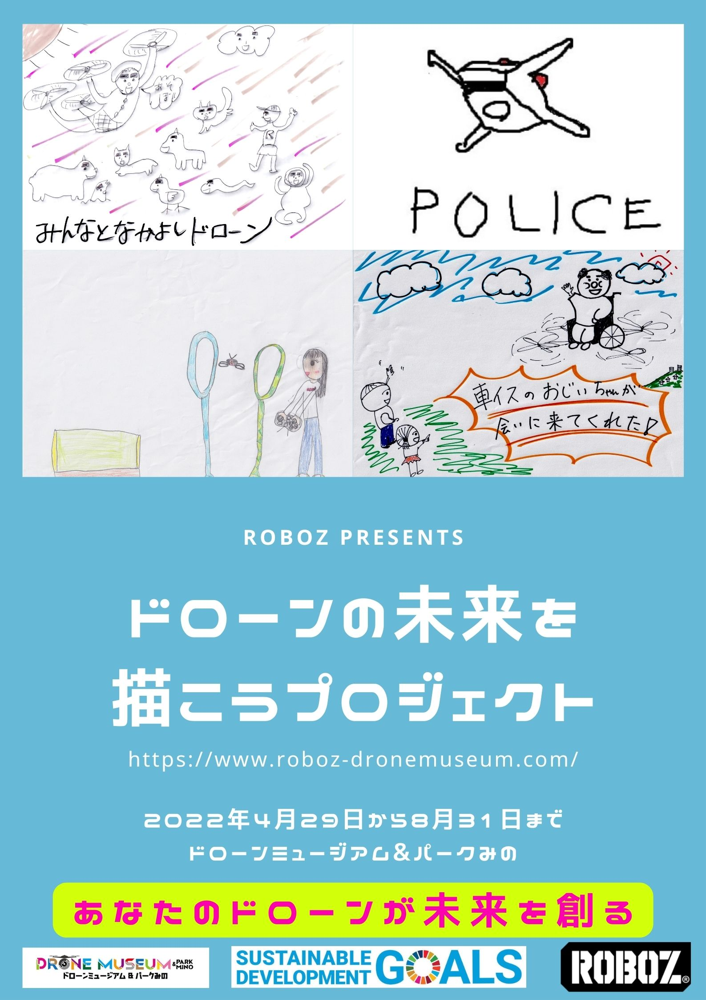 あそぼー
R
みんなとなかよしドローン
POLICE
車イスのおじいちゃんが
会いに来てくれた!
ROBOZ PRESENTS
ドローンの未来を
描こうプロジェクト
https://www.roboz-dronemuseum.com/
2022年4月29日から8月31日まで
ドローンミュージアム&パークみの
あなたのドローンが未来を創る
DRONE MUSEUM &PARK MINO
ドローンミュージアム&パークみの
SUSTAINABLE
DEVELOPMENT
GOALS
ROBOZ®